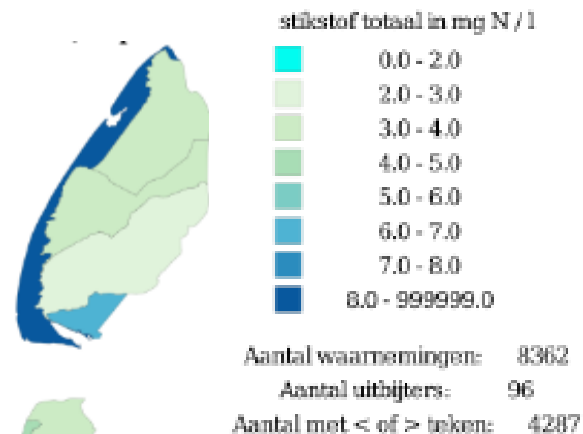 stikstof totaal in mg N / l
0.0 - 2.0
2.0 - 3.0
3.0 - 4.0
4.0 - 5.0
5.0 - 6.0
6.0 - 7.0
7.0 - 8.0
8.0 - 999999.0
Aantal waarnemingen: 8362
Aantal uitbijters: 96
Aantal met < of > teken: 4287